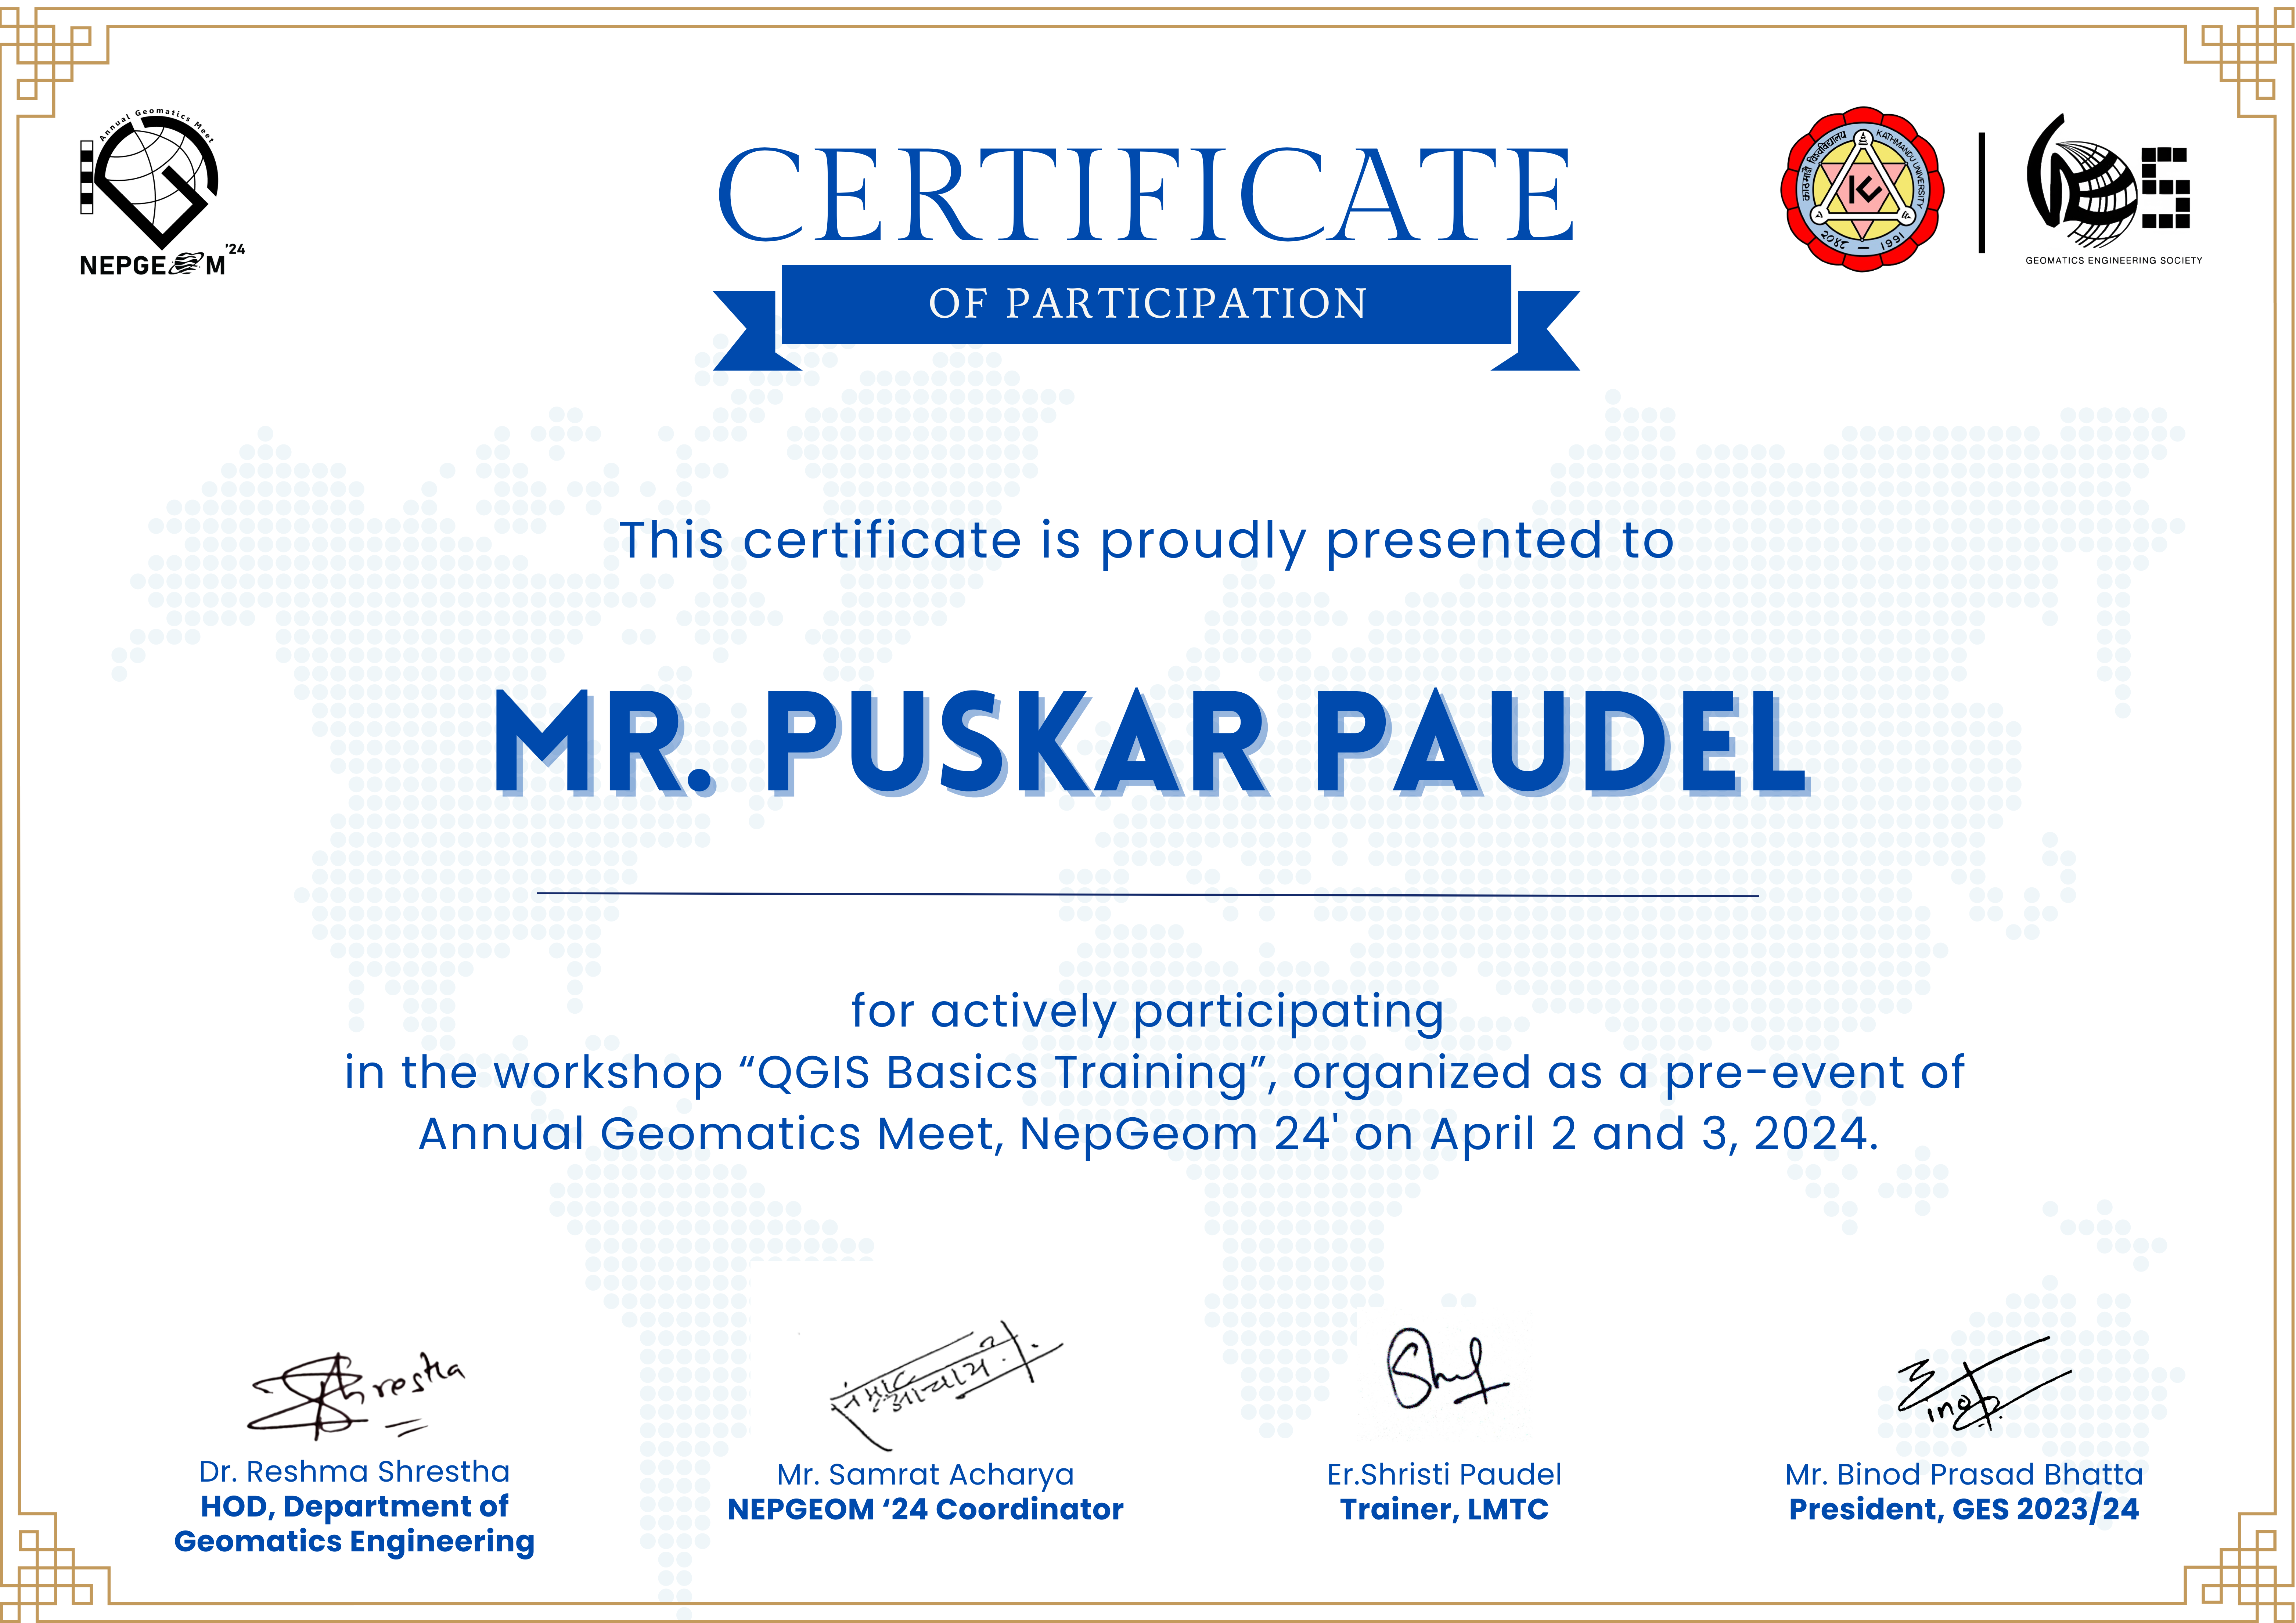 Annual Geomatics Meet
NEPGEOM '24
CERTIFICATE
OF PARTICIPATION
काठमाडौं विश्वविद्यालय
KATHMANDU UNIVERSITY
२०४८ – 1991
GES
GEOMATICS ENGINEERING SOCIETY
This certificate is proudly presented to
MR. PUSKAR PAUDEL
for actively participating
in the workshop “QGIS Basics Training”, organized as a pre-event of
Annual Geomatics Meet, NepGeom 24' on April 2 and 3, 2024.
Shrestha
Dr. Reshma Shrestha
HOD, Department of
Geomatics Engineering
Mr. Samrat Acharya
NEPGEOM ‘24 Coordinator
Er.Shristi Paudel
Trainer, LMTC
Mr. Binod Prasad Bhatta
President, GES 2023/24